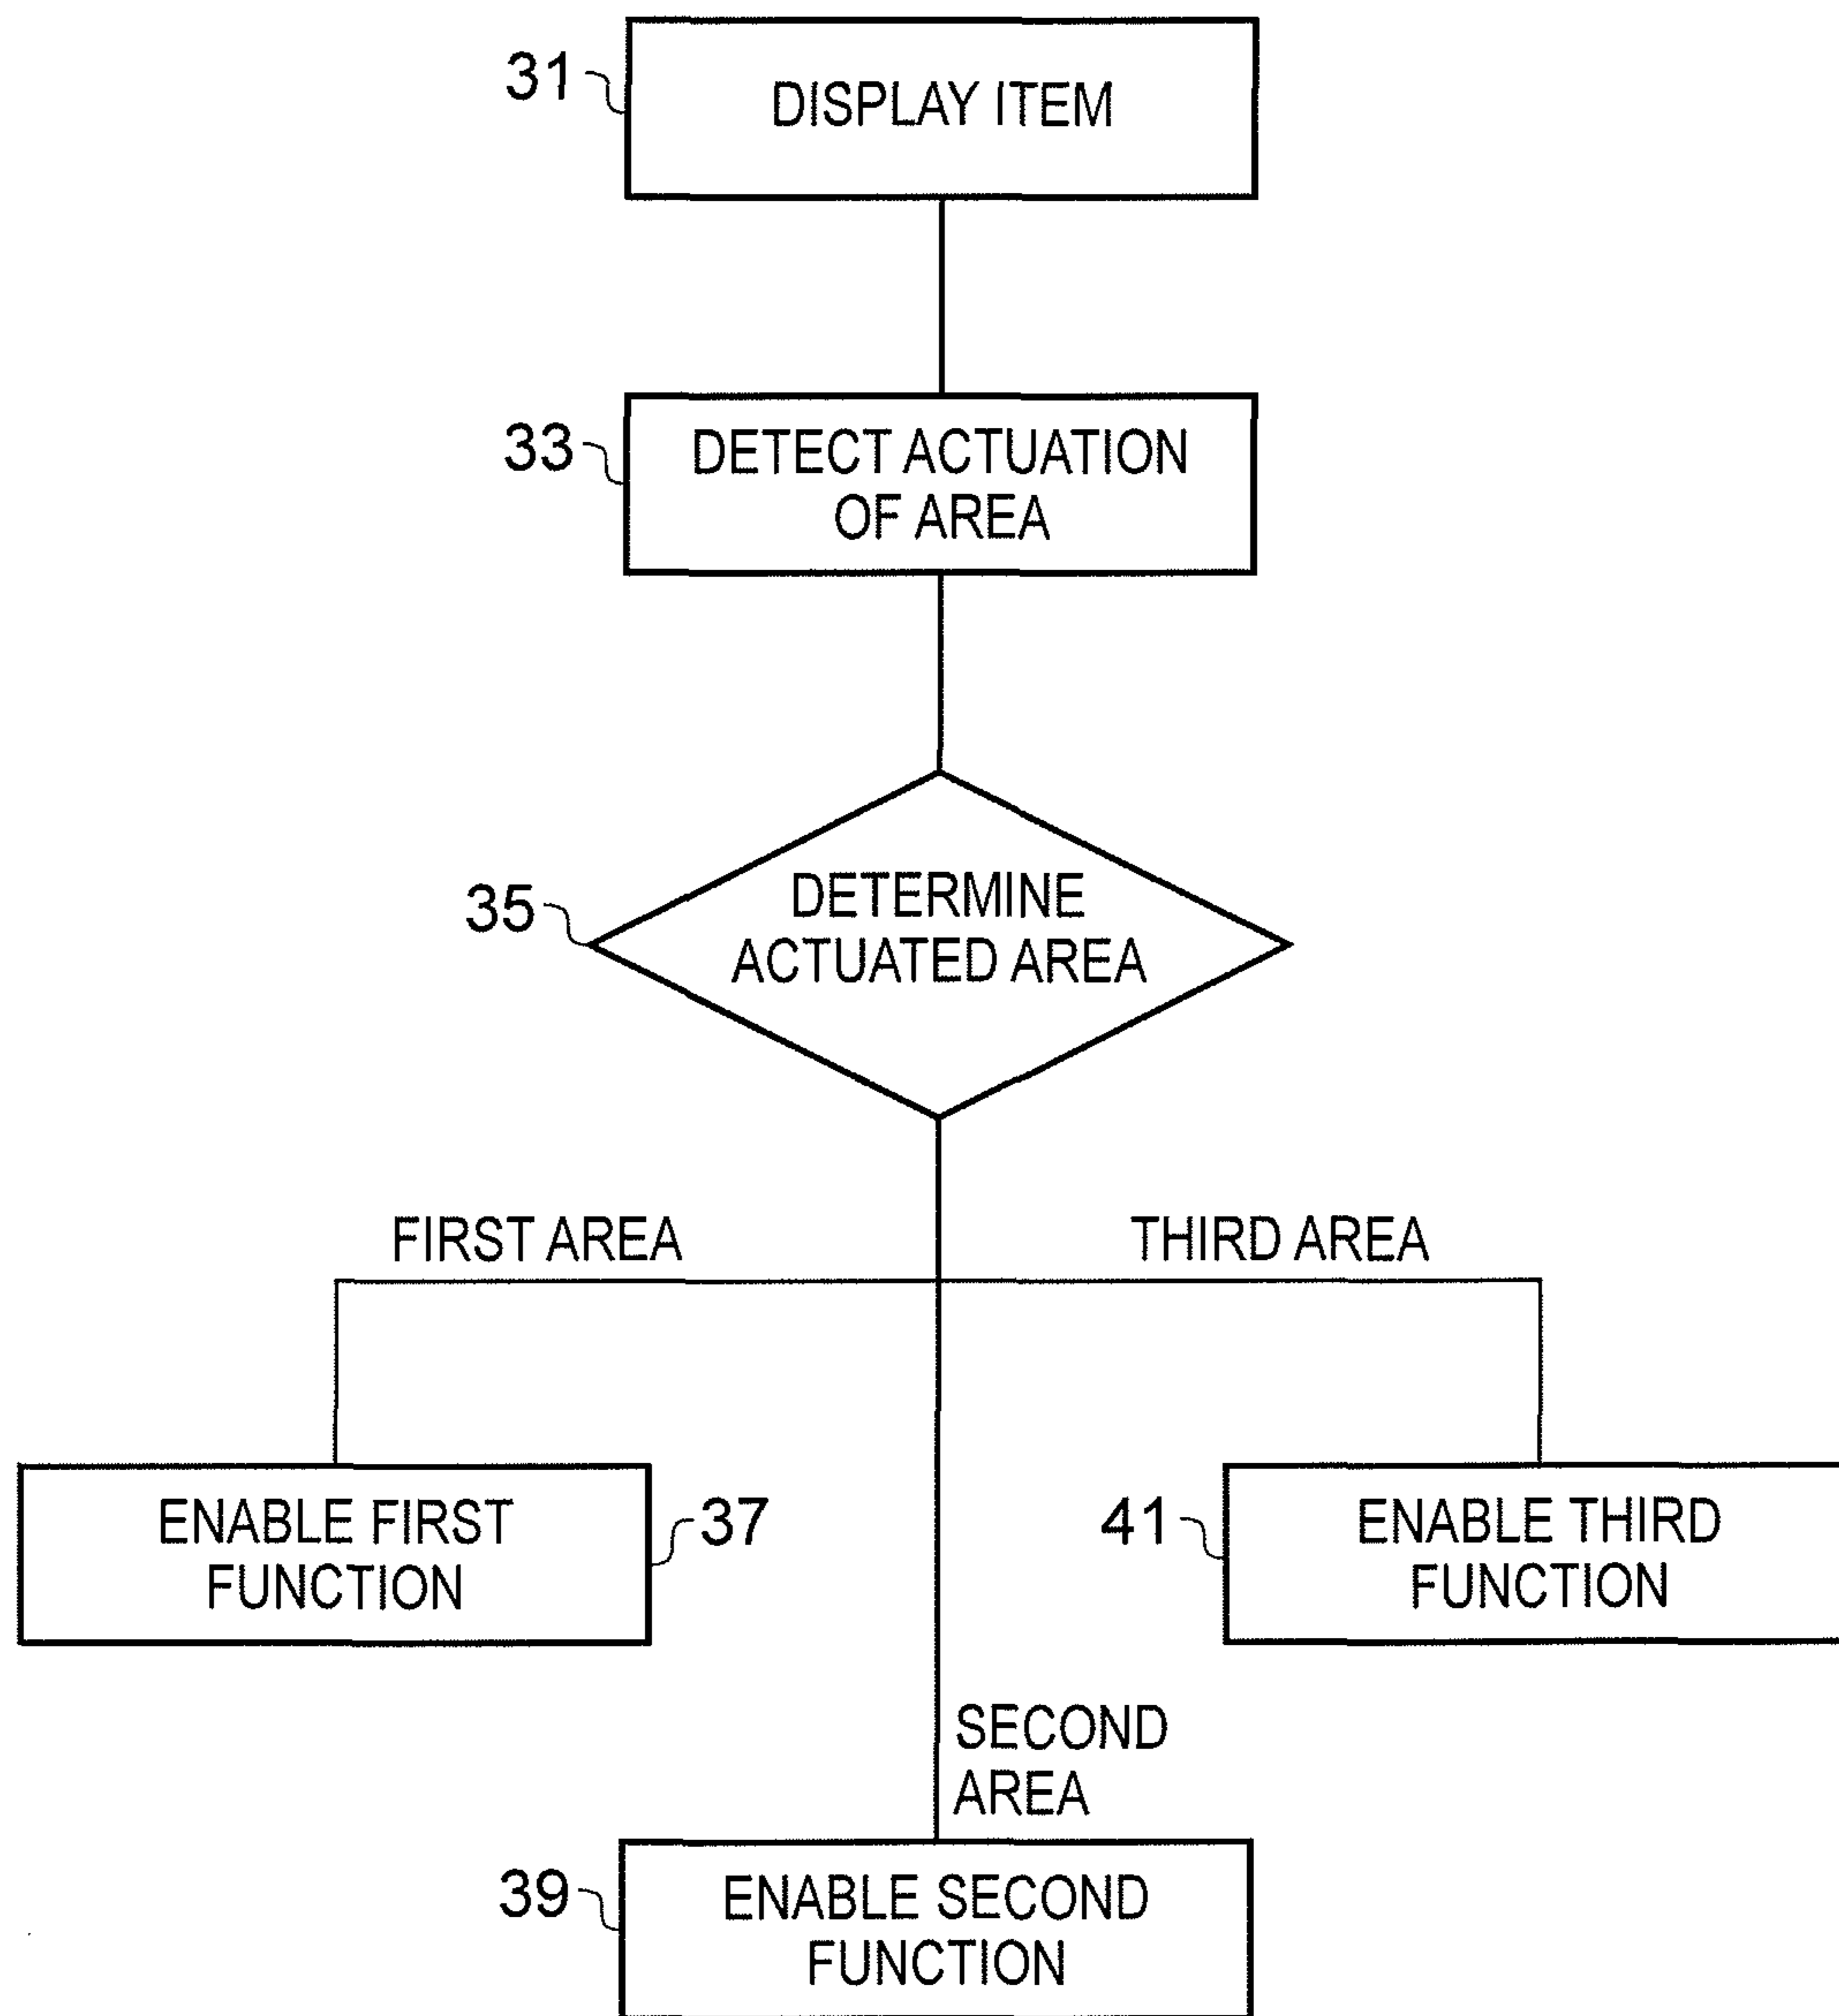 31
DISPLAY ITEM
33
DETECT ACTUATION
OF AREA
35
DETERMINE
ACTUATED AREA
FIRST AREA
THIRD AREA
ENABLE FIRST
FUNCTION
37
41
ENABLE THIRD
FUNCTION
SECOND
AREA
39
ENABLE SECOND
FUNCTION